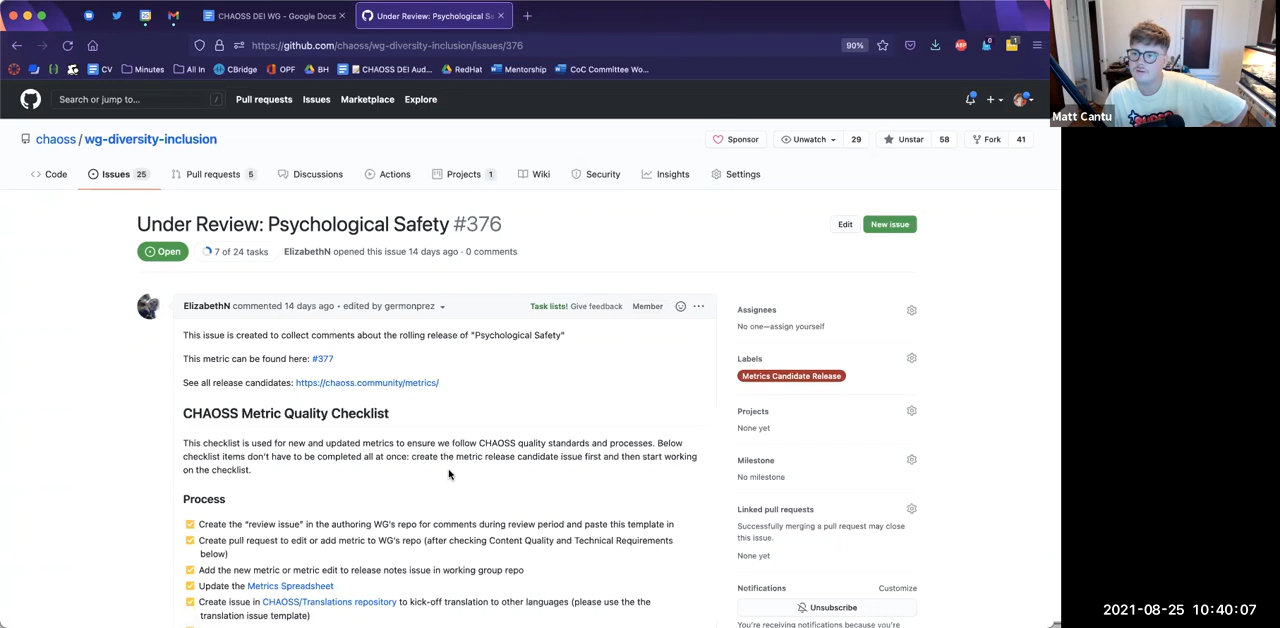 CHAOSS DEI WG - Google Docs
Under Review: Psychological Sa
https://github.com/chaoss/wg-diversity-inclusion/issues/376
90%
CV
Minutes
All In
CBridge
OPF
BH
CHAOSS DEI Aud...
RedHat
Mentorship
CoC Committee Wo...
Search or jump to...
/
Pull requests
Issues
Marketplace
Explore
Matt Cantu
chaoss / wg-diversity-inclusion
Sponsor
Unwatch
29
Unstar
58
Fork
41
Code
Issues 25
Pull requests 5
Discussions
Actions
Projects 1
Wiki
Security
Insights
Settings
Under Review: Psychological Safety #376
Edit
New issue
Open
7 of 24 tasks
ElizabethN opened this issue 14 days ago · 0 comments
ElizabethN commented 14 days ago • edited by germonprez
Task lists! Give feedback
Member
This issue is created to collect comments about the rolling release of "Psychological Safety"
This metric can be found here: #377
See all release candidates: https://chaoss.community/metrics/
CHAOSS Metric Quality Checklist
This checklist is used for new and updated metrics to ensure we follow CHAOSS quality standards and processes. Below
checklist items don't have to be completed all at once: create the metric release candidate issue first and then start working
on the checklist.
Process
Create the "review issue" in the authoring WG's repo for comments during review period and paste this template in
Create pull request to edit or add metric to WG's repo (after checking Content Quality and Technical Requirements
below)
Add the new metric or metric edit to release notes issue in working group repo
Update the Metrics Spreadsheet
Create issue in CHAOSS/Translations repository to kick-off translation to other languages (please use the the
translation issue template)
Assignees
No one—assign yourself
Labels
Metrics Candidate Release
Projects
None yet
Milestone
No milestone
Linked pull requests
Successfully merging a pull request may close
this issue.
None yet
Notifications
Customize
Unsubscribe
You're receiving notifications because you're
2021-08-25 10:40:07